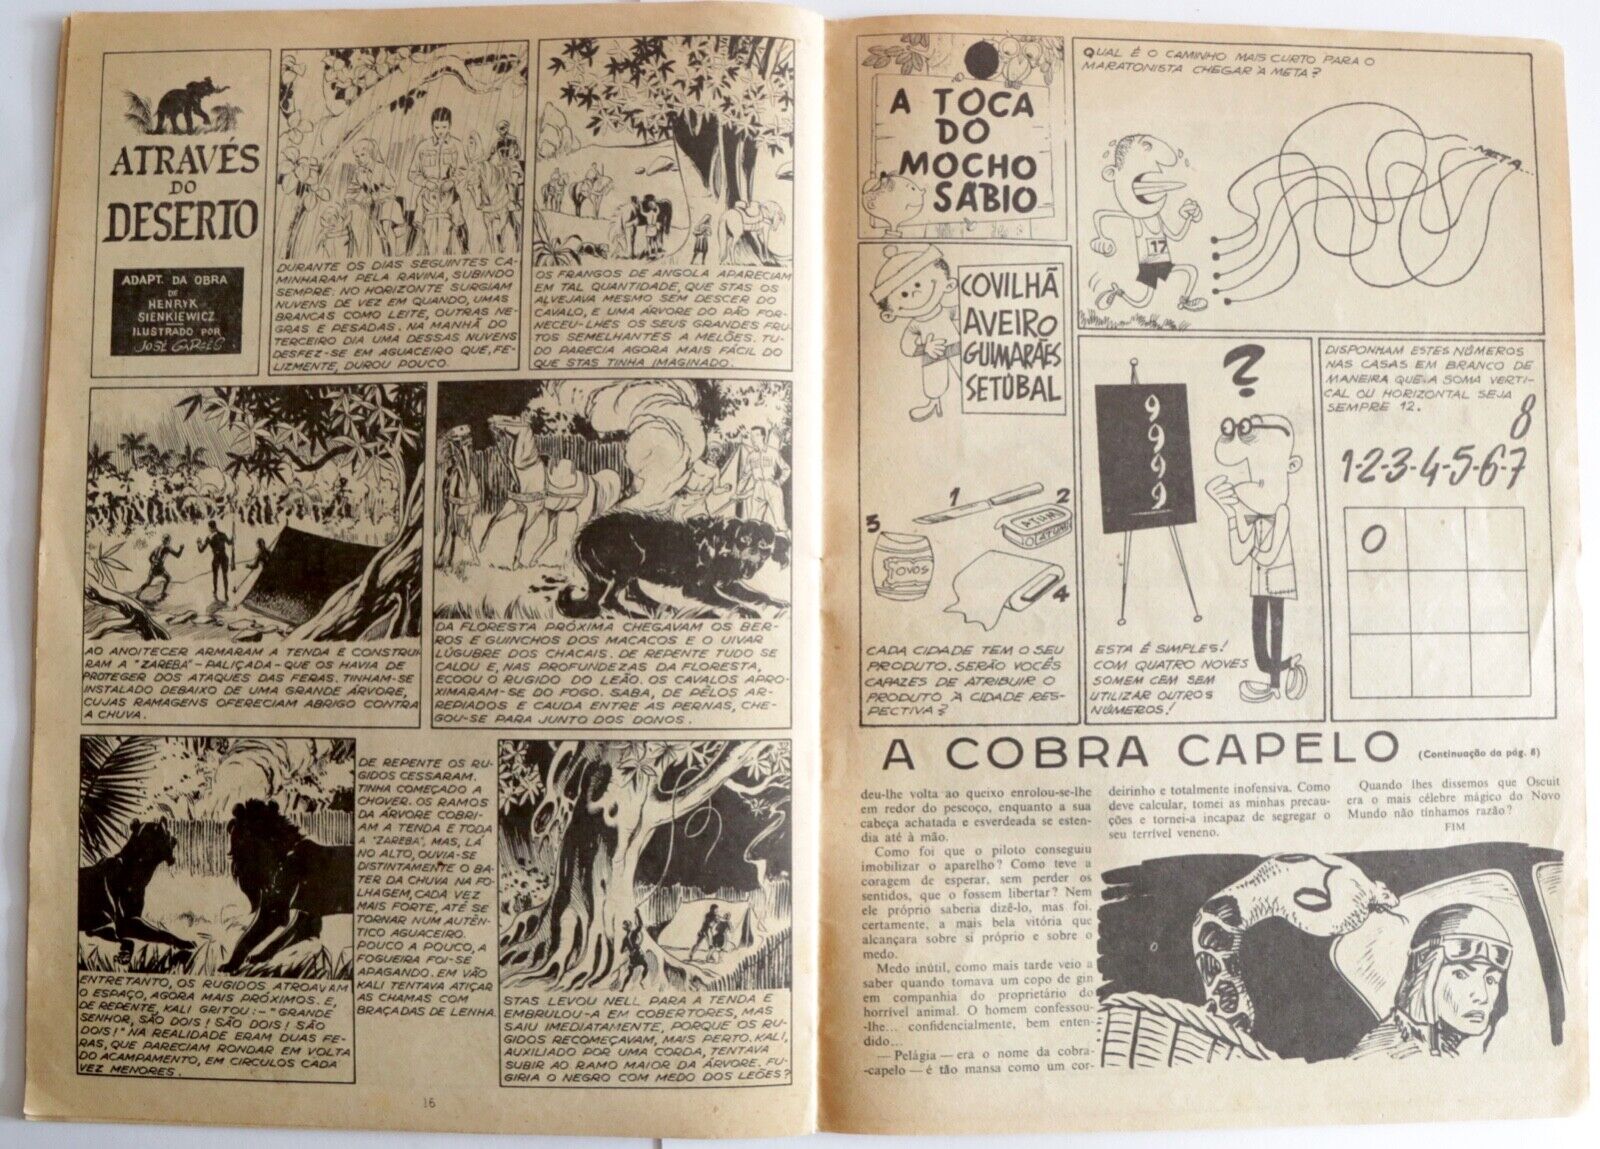 ATRAVÉS
DO
DESERTO
ADAPT. DA OBRA
DE
HENRYK
SIENKIEWICZ
ILUSTRADO POR
JOSÉ GARCÊS
DURANTE OS DIAS SEGUINTES CA-
MINHARAM PELA RAVINA, SUBINDO
SEMPRE. NO HORIZONTE SURGIAM
NUVENS DE VEZ EM QUANDO, UMAS
BRANCAS COMO LEITE, OUTRAS NE-
GRAS E PESADAS. NA MANHÃ DO
TERCEIRO DIA UMA DESSAS NUVENS
DESFEZ-SE EM AGUACEIRO QUE, FE-
LIZMENTE, DUROU POUCO.
OS FRANGOS DE ANGOLA APARECIAM
EM TAL QUANTIDADE, QUE STAS OS
ALVEJAVA MESMO SEM DESCER DO
CAVALO, E UMA ÁRVORE DO PÃO FOR-
NECEU-LHES OS SEUS GRANDES FRU-
TOS SEMELHANTES A MELÕES. TU-
DO PARECIA AGORA MAIS FÁCIL DO
QUE STAS TINHA IMAGINADO.
AO ANOITECER ARMARAM A TENDA E CONSTRUI-
RAM A "ZAREBA"-PALIÇADA-QUE OS HAVIA DE
PROTEGER DOS ATAQUES DAS FERAS. TINHAM-SE
INSTALADO DEBAIXO DE UMA GRANDE ÁRVORE,
CUJAS RAMAGENS OFERECIAM ABRIGO CONTRA
A CHUVA.
DA FLORESTA PRÓXIMA CHEGAVAM OS BER-
ROS E GUINCHOS DOS MACACOS E O UIVAR
LÚGUBRE DOS CHACAIS. DE REPENTE TUDO SE
CALOU E, NAS PROFUNDEZAS DA FLORESTA,
ECOOU O RUGIDO DO LEÃO. OS CAVALOS APRO-
XIMARAM-SE DO FOGO. SABA, DE PÊLOS AR-
REPIADOS E CAUDA ENTRE AS PERNAS, CHE-
GOU-SE PARA JUNTO DOS DONOS.
ENTRETANTO, OS RUGIDOS ATROAVAM
O ESPAÇO, AGORA MAIS PRÓXIMOS. E,
DE REPENTE, KALI GRITOU:-"GRANDE
SENHOR, SÃO DOIS! SÃO DOIS! SÃO
DOIS!" NA REALIDADE ERAM DUAS FE-
RAS, QUE PARECIAM RONDAR EM VOLTA
DO ACAMPAMENTO, EM CÍRCULOS CADA
VEZ MENORES.
DE REPENTE OS RU-
GIDOS CESSARAM.
TINHA COMEÇADO A
CHOVER. OS RAMOS
DA ÁRVORE COBRI-
AM A TENDA E TODA
A "ZAREBA", MAS, LÁ
NO ALTO, OUVIA-SE
DISTINTAMENTE O BA-
TER DA CHUVA NA FO-
LHAGEM, CADA VEZ
MAIS FORTE, ATÉ SE
TORNAR NUM AUTÊN-
TICO AGUACEIRO.
POUCO A POUCO, A
FOGUEIRA FOI-SE
APAGANDO. EM VÃO
KALI TENTAVA ATIÇAR
AS CHAMAS COM
BRAÇADAS DE LENHA.
STAS LEVOU NELL PARA A TENDA E
EMBRULOU-A EM COBERTORES, MAS
SAIU IMEDIATAMENTE, PORQUE OS RU-
GIDOS RECOMEÇAVAM, MAIS PERTO. KALI,
AUXILIADO POR UMA CORDA, TENTAVA
SUBIR AO RAMO MAIOR DA ÁRVORE. FU-
GIRIA O NEGRO COM MEDO DOS LEÕES?
16
A TOCA
DO
MOCHO
SÁBIO
QUAL É O CAMINHO MAIS CURTO PARA O
MARATONISTA CHEGAR À META?
META
17
COVILHÃ
AVEIRO
GUIMARÃES
SETÚBAL
1
2
3
OVOS
4
CADA CIDADE TEM O SEU
PRODUTO. SERÃO VOCÊS
CAPAZES DE ATRIBUIR O
PRODUTO À CIDADE RES-
PECTIVA?
?
9
9
9
9
ESTA É SIMPLES!
COM QUATRO NOVES
SOMEM CEM SEM
UTILIZAR OUTROS
NÚMEROS!
DISPONHAM ESTES NÚMEROS
NAS CASAS EM BRANCO DE
MANEIRA QUE A SOMA VERTI-
CAL OU HORIZONTAL SEJA
SEMPRE 12.
8
1-2-3-4-5-6-7
0
A COBRA CAPELO (Continuação da pág. 8)
deu-lhe volta ao queixo enrolou-se-lhe
em redor do pescoço, enquanto a sua
cabeça achatada e esverdeada se esten-
dia até à mão.
Como foi que o piloto conseguiu
imobilizar o aparelho? Como teve a
coragem de esperar, sem perder os
sentidos, que o fossem libertar? Nem
ele próprio saberia dizê-lo, mas foi.
certamente, a mais bela vitória que
alcançara sobre si próprio e sobre o
medo.
Medo inútil, como mais tarde veio a
saber quando tomava um copo de gin
em companhia do proprietário do
horrível animal. O homem confessou-
-lhe... confidencialmente, bem enten-
dido...
— Pelágia — era o nome da cobra-
-capelo — é tão mansa como um cor-
deirinho e totalmente inofensiva. Como
deve calcular, tomei as minhas precau-
ções e tornei-a incapaz de segregar o
seu terrível veneno.
Quando lhes dissemos que Oscuit
era o mais célebre mágico do Novo
Mundo não tínhamos razão?
FIM